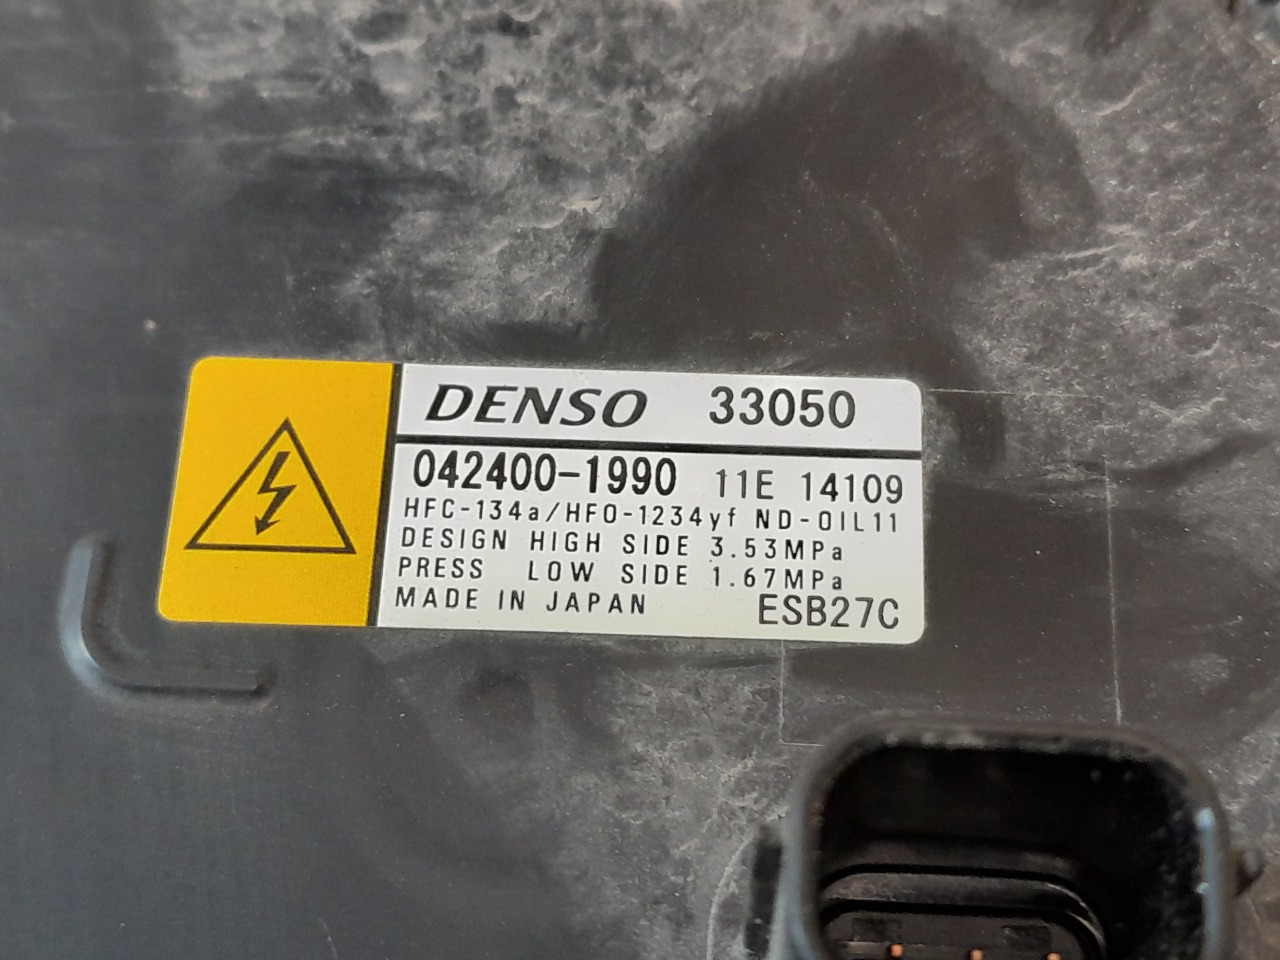 DENSO 33050
042400-1990 11E 14109
HFC-134a/HFO-1234yf ND-OIL11
DESIGN HIGH SIDE 3.53MPa
PRESS LOW SIDE 1.67MPa
MADE IN JAPAN ESB27C